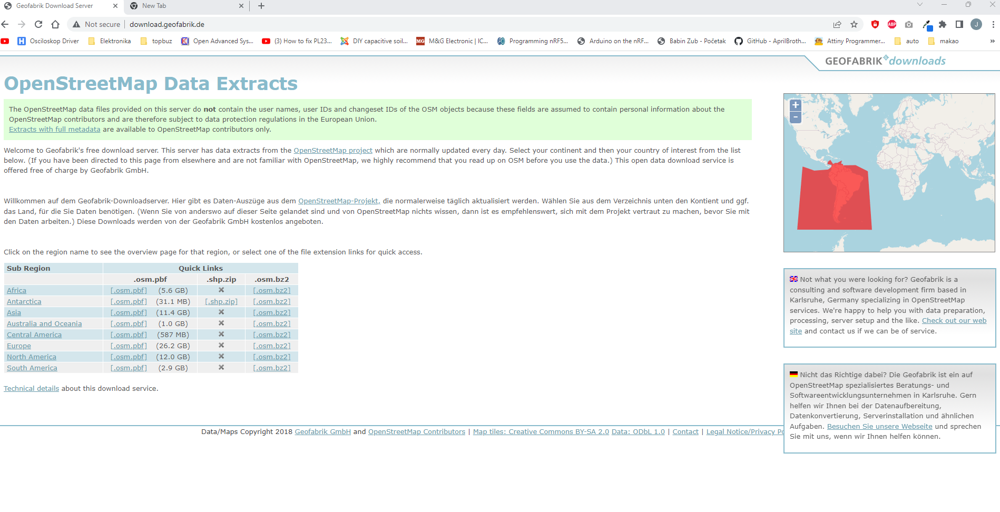 Geofabrik Download Server
New Tab
Not secure
download.geofabrik.de
ABP
J
H
Osciloskop Driver
Elektronika
topbuz
Open Advanced Sys...
(3) How to fix PL23...
DIY capacitive soil...
MG
M&G Electronic | IC...
Programming nRF5...
Arduino on the nRF...
Babin Zub - Početak
GitHub - AprilBroth...
Attiny Programmer...
auto
makao
»
GEOFABRIK downloads
OpenStreetMap Data Extracts
The OpenStreetMap data files provided on this server do not contain the user names, user IDs and changeset IDs of the OSM objects because these fields are assumed to contain personal information about the
OpenStreetMap contributors and are therefore subject to data protection regulations in the European Union.
Extracts with full metadata are available to OpenStreetMap contributors only.
+
-
Welcome to Geofabrik's free download server. This server has data extracts from the OpenStreetMap project which are normally updated every day. Select your continent and then your country of interest from the list
below. (If you have been directed to this page from elsewhere and are not familiar with OpenStreetMap, we highly recommend that you read up on OSM before you use the data.) This open data download service is
offered free of charge by Geofabrik GmbH.
Willkommen auf dem Geofabrik-Downloadserver. Hier gibt es Daten-Auszüge aus dem OpenStreetMap-Projekt, die normalerweise täglich aktualisiert werden. Wählen Sie aus dem Verzeichnis unten den Kontient und ggf.
das Land, für die Sie Daten benötigen. (Wenn Sie von anderswo auf dieser Seite gelandet sind und von OpenStreetMap nichts wissen, dann ist es empfehlenswert, sich mit dem Projekt vertraut zu machen, bevor Sie mit
den Daten arbeiten.) Diese Downloads werden von der Geofabrik GmbH kostenlos angeboten.
Click on the region name to see the overview page for that region, or select one of the file extension links for quick access.
Sub Region Quick Links
.osm.pbf .shp.zip .osm.bz2
Africa [.osm.pbf] (5.6 GB) ✖ [.osm.bz2]
Antarctica [.osm.pbf] (31.1 MB) [.shp.zip] [.osm.bz2]
Asia [.osm.pbf] (11.4 GB) ✖ [.osm.bz2]
Australia and Oceania [.osm.pbf] (1.0 GB) ✖ [.osm.bz2]
Central America [.osm.pbf] (587 MB) ✖ [.osm.bz2]
Europe [.osm.pbf] (26.2 GB) ✖ [.osm.bz2]
North America [.osm.pbf] (12.0 GB) ✖ [.osm.bz2]
South America [.osm.pbf] (2.9 GB) ✖ [.osm.bz2]
Technical details about this download service.
Not what you were looking for? Geofabrik is a
consulting and software development firm based in
Karlsruhe, Germany specializing in OpenStreetMap
services. We're happy to help you with data preparation,
processing, server setup and the like. Check out our web
site and contact us if we can be of service.
Nicht das Richtige dabei? Die Geofabrik ist ein auf
OpenStreetMap spezialisiertes Beratungs- und
Softwareentwicklungsunternehmen in Karlsruhe. Gern
helfen wir Ihnen bei der Datenaufbereitung,
Datenkonvertierung, Serverinstallation und ähnlichen
Aufgaben. Besuchen Sie unsere Webseite und sprechen
Sie mit uns, wenn wir Ihnen helfen können.
Data/Maps Copyright 2018 Geofabrik GmbH and OpenStreetMap Contributors | Map tiles: Creative Commons BY-SA 2.0 Data: ODbL 1.0 | Contact | Legal Notice/Privacy Po